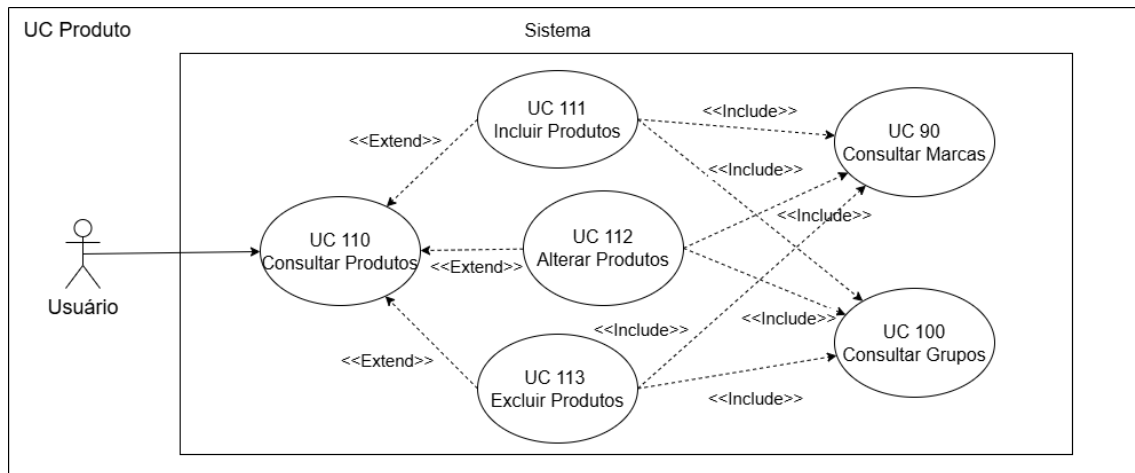 UC Produto
Sistema
UC 111
Incluir Produtos
<<Include>>
UC 90
Consultar Marcas
<<Extend>>
<<Include>>
UC 110
Consultar Produtos
UC 112
Alterar Produtos
<<Include>>
<<Extend>>
Usuário
<<Include>>
<<Include>>
UC 100
Consultar Grupos
<<Extend>>
UC 113
Excluir Produtos
<<Include>>